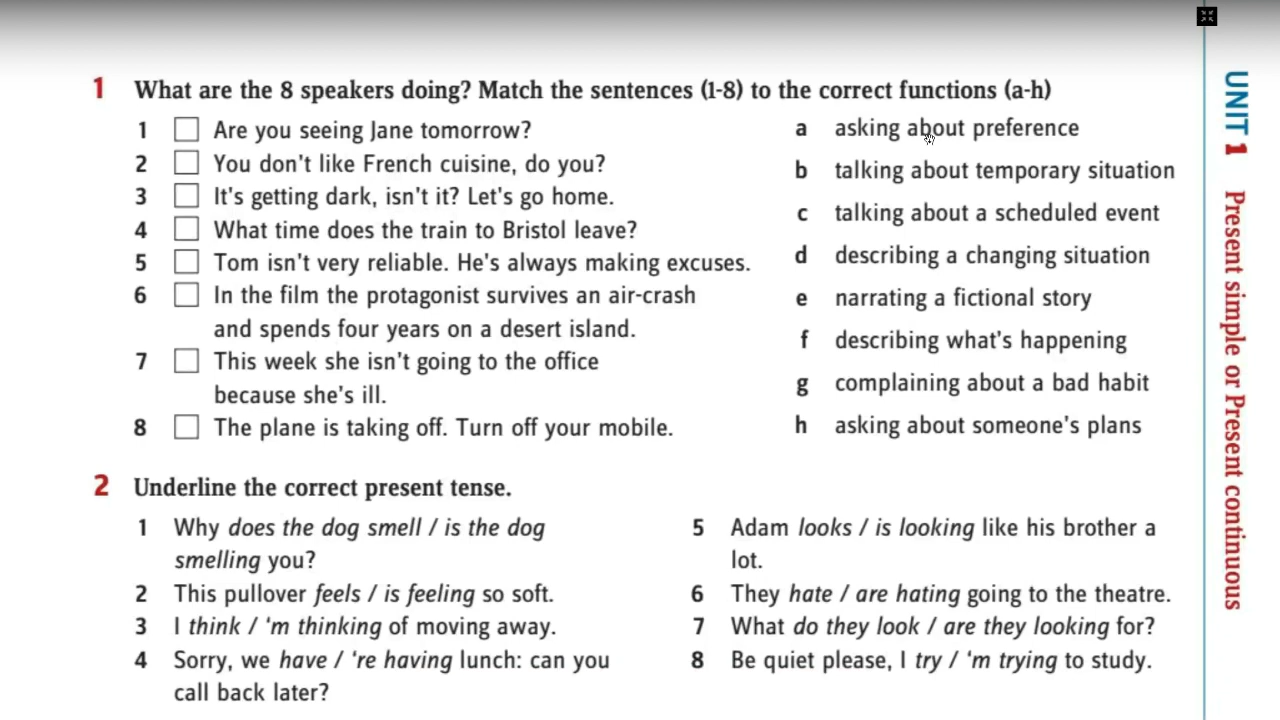 1 What are the 8 speakers doing? Match the sentences (1-8) to the correct functions (a-h)
1 Are you seeing Jane tomorrow?
2 You don't like French cuisine, do you?
3 It's getting dark, isn't it? Let's go home.
4 What time does the train to Bristol leave?
5 Tom isn't very reliable. He's always making excuses.
6 In the film the protagonist survives an air-crash
and spends four years on a desert island.
7 This week she isn't going to the office
because she's ill.
8 The plane is taking off. Turn off your mobile.
a asking about preference
b talking about temporary situation
c talking about a scheduled event
d describing a changing situation
e narrating a fictional story
f describing what's happening
g complaining about a bad habit
h asking about someone's plans
2 Underline the correct present tense.
1 Why does the dog smell / is the dog
smelling you?
2 This pullover feels / is feeling so soft.
3 I think / 'm thinking of moving away.
4 Sorry, we have / 're having lunch: can you
call back later?
5 Adam looks / is looking like his brother a
lot.
6 They hate / are hating going to the theatre.
7 What do they look / are they looking for?
8 Be quiet please, I try / 'm trying to study.
UNIT 1 Present simple or Present continuous